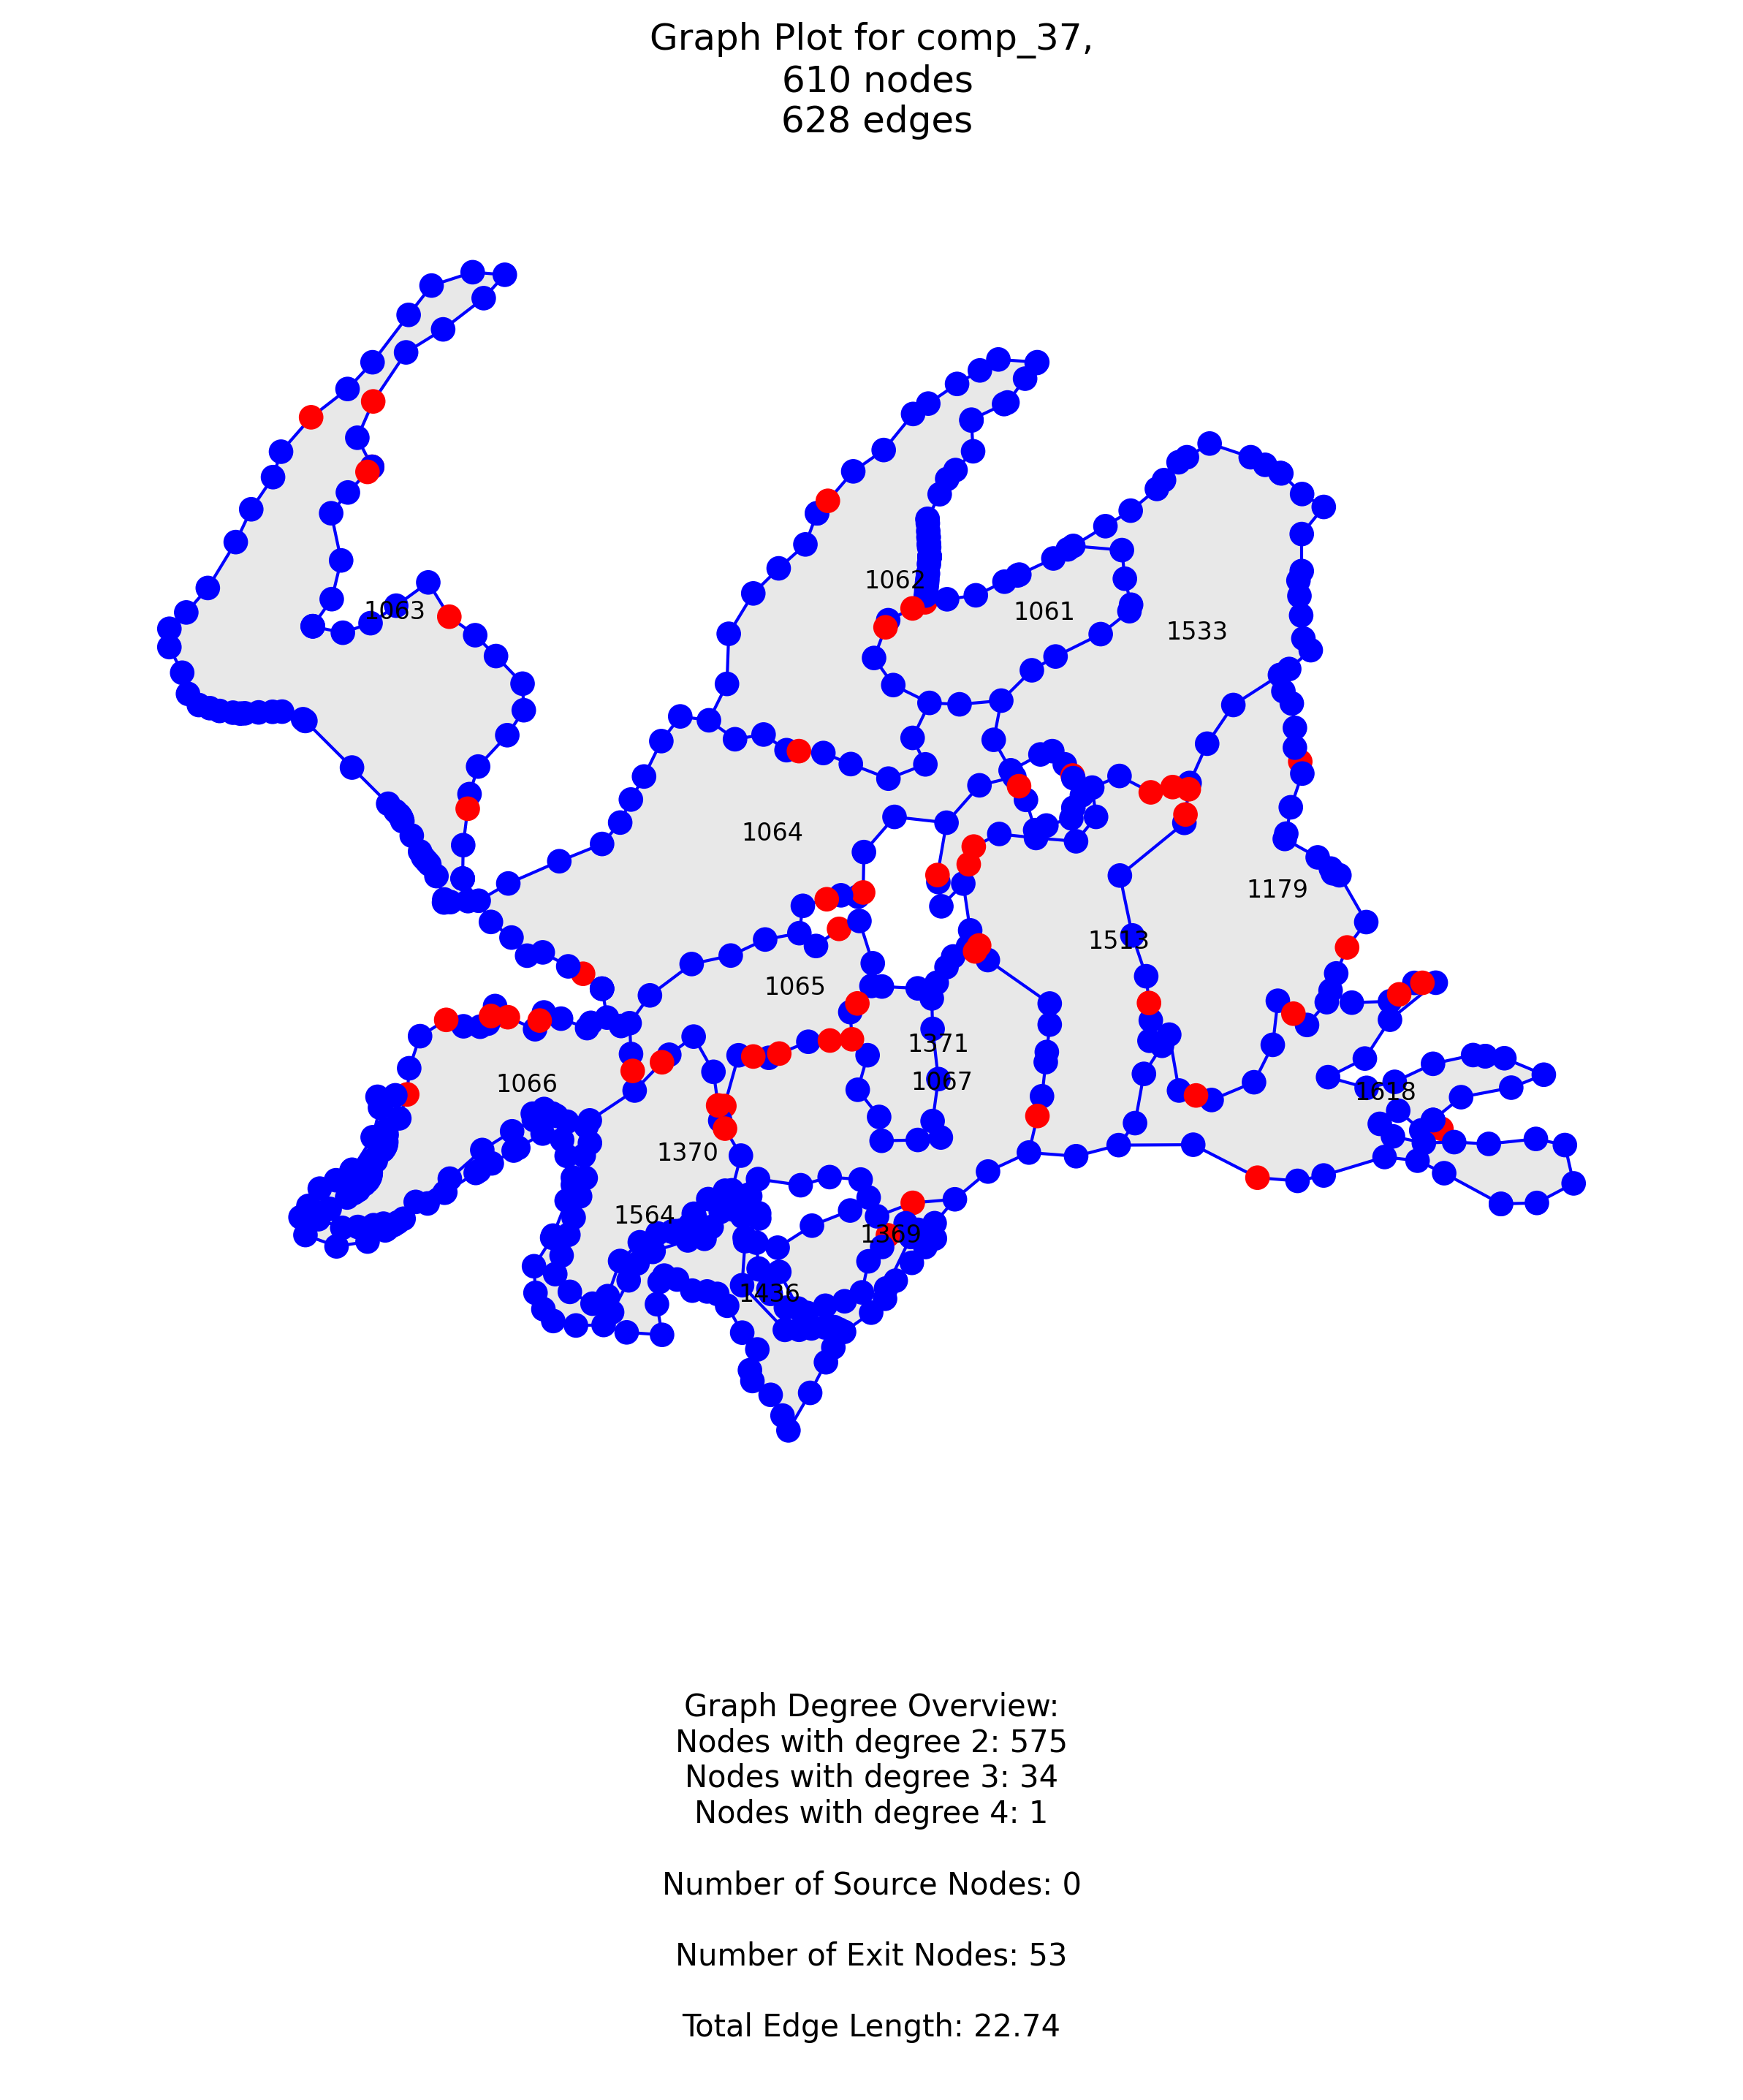 Graph Plot for comp_37,
610 nodes
628 edges
1062
1063
1061
1533
1064
1179
1513
1065
1371
1067
1066
1618
1370
1564
1369
1436
Graph Degree Overview:
Nodes with degree 2: 575
Nodes with degree 3: 34
Nodes with degree 4: 1
Number of Source Nodes: 0
Number of Exit Nodes: 53
Total Edge Length: 22.74